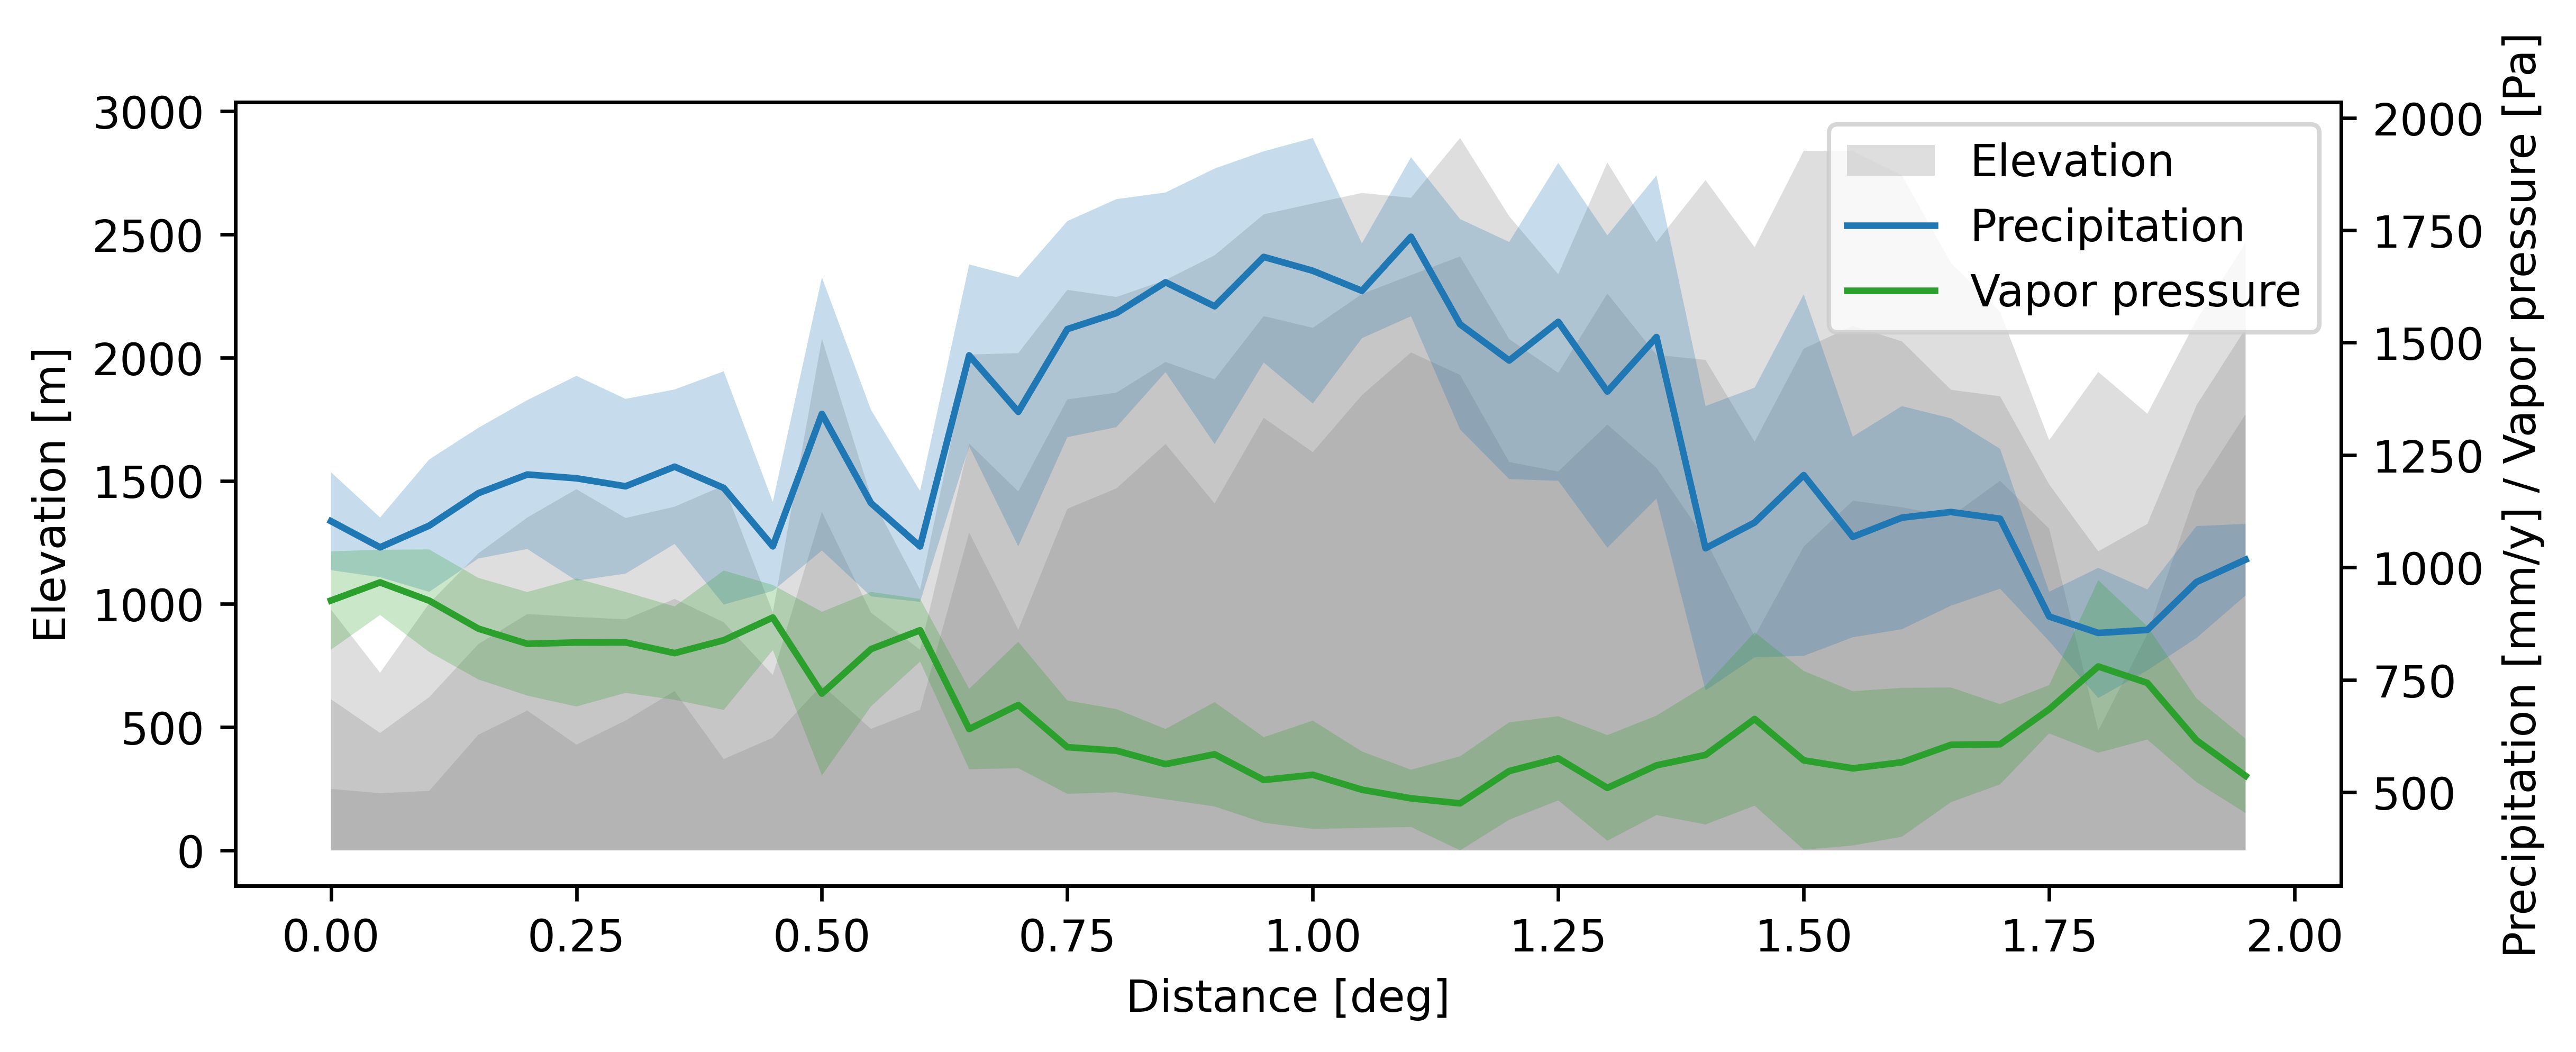 3000
2500
2000
1500
1000
500
0
Elevation [m]
0.00 0.25 0.50 0.75 1.00 1.25 1.50 1.75 2.00
Distance [deg]
2000
1750
1500
1250
1000
750
500
Precipitation [mm/y] / Vapor pressure [Pa]
Elevation
Precipitation
Vapor pressure